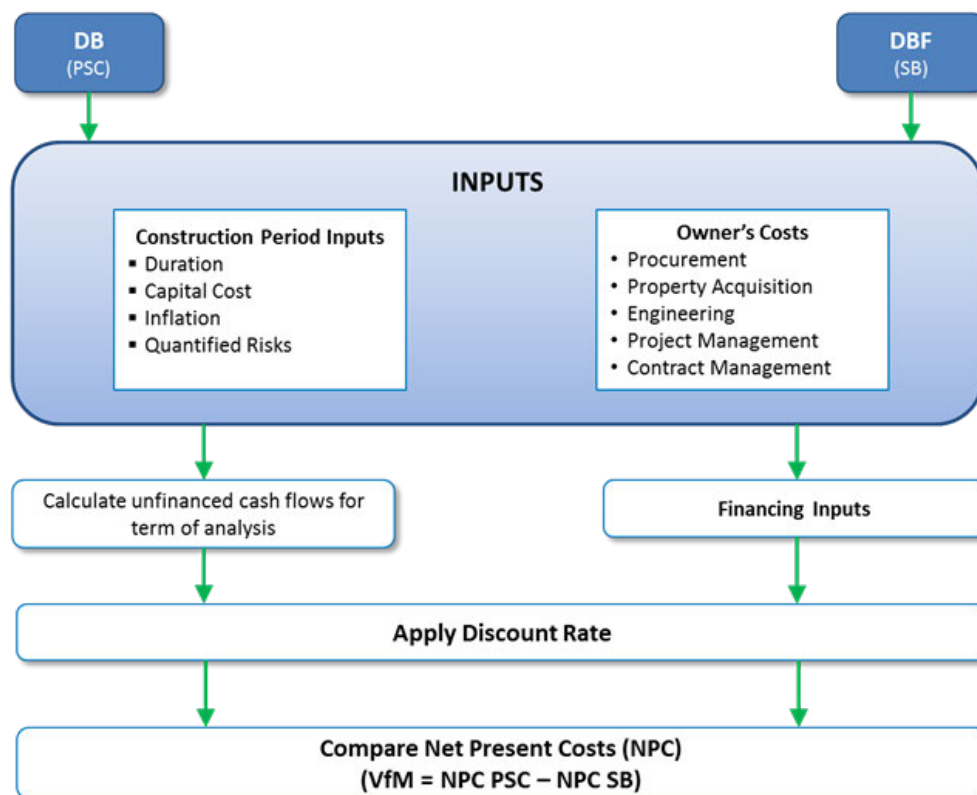 DB
(PSC)
DBF
(SB)
INPUTS
Construction Period Inputs
▪ Duration
▪ Capital Cost
▪ Inflation
▪ Quantified Risks
Owner’s Costs
• Procurement
• Property Acquisition
• Engineering
• Project Management
• Contract Management
Calculate unfinanced cash flows for
term of analysis
Financing Inputs
Apply Discount Rate
Compare Net Present Costs (NPC)
(VfM = NPC PSC – NPC SB)